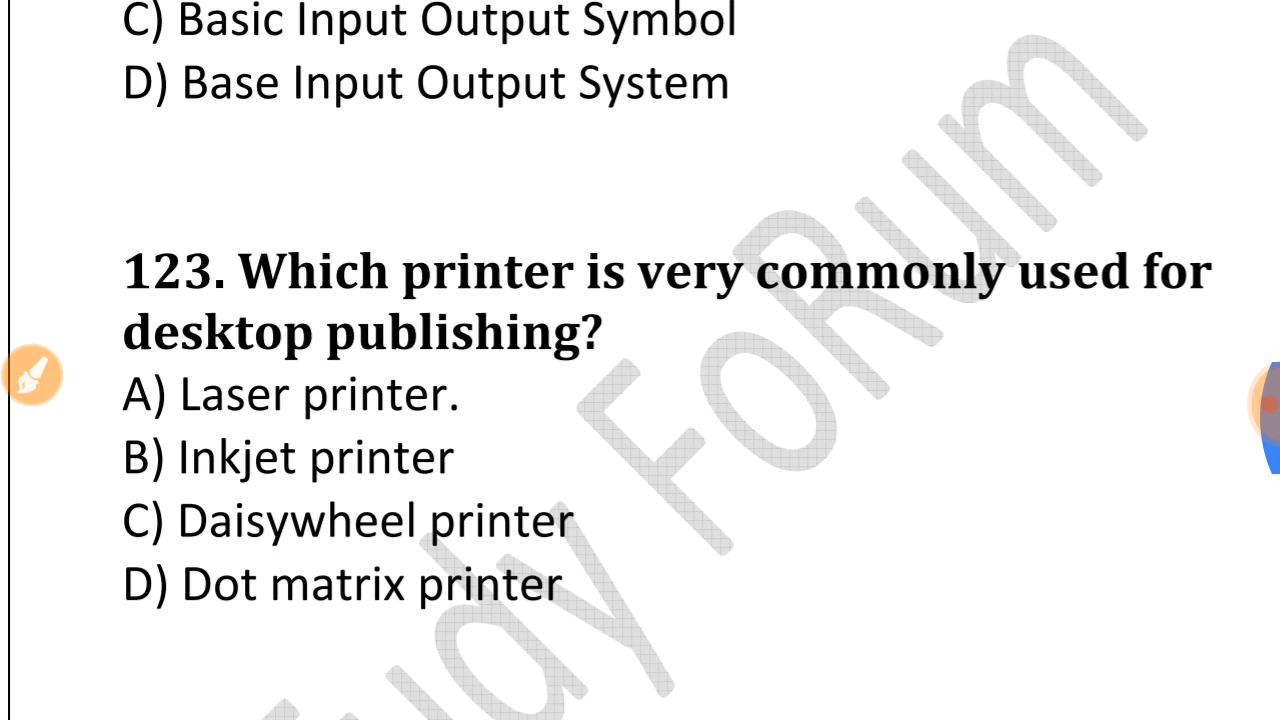 C) Basic Input Output Symbol
D) Base Input Output System
123. Which printer is very commonly used for
desktop publishing?
A) Laser printer.
B) Inkjet printer
C) Daisywheel printer
D) Dot matrix printer
FoRum